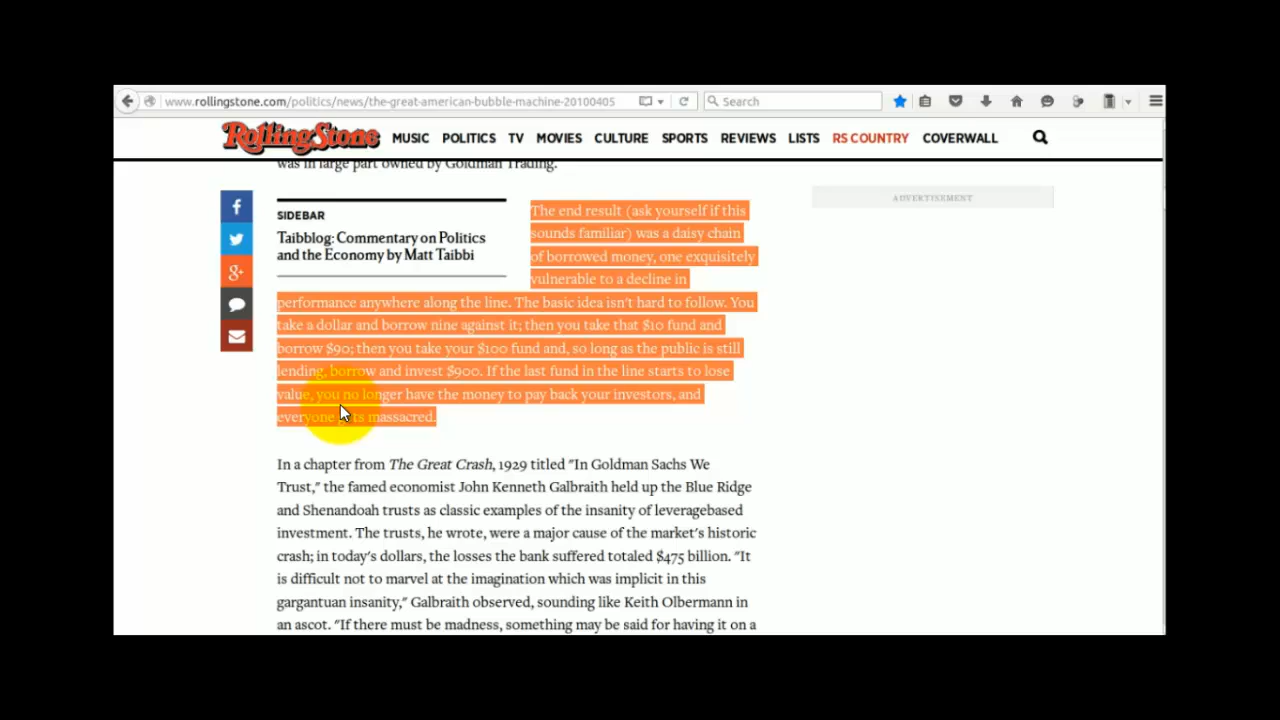 www.rollingstone.com/politics/news/the-great-american-bubble-machine-20100405
Search
RollingStone
MUSIC POLITICS TV MOVIES CULTURE SPORTS REVIEWS LISTS RS COUNTRY COVERWALL
was in large part owned by Goldman Trading.
ADVERTISEMENT
SIDEBAR
Taibblog: Commentary on Politics
and the Economy by Matt Taibbi
The end result (ask yourself if this
sounds familiar) was a daisy chain
of borrowed money, one exquisitely
vulnerable to a decline in
performance anywhere along the line. The basic idea isn't hard to follow. You
take a dollar and borrow nine against it; then you take that $10 fund and
borrow $90; then you take your $100 fund and, so long as the public is still
lending, borrow and invest $900. If the last fund in the line starts to lose
value, you no longer have the money to pay back your investors, and
everyone gets massacred.
In a chapter from The Great Crash, 1929 titled "In Goldman Sachs We
Trust," the famed economist John Kenneth Galbraith held up the Blue Ridge
and Shenandoah trusts as classic examples of the insanity of leveragebased
investment. The trusts, he wrote, were a major cause of the market's historic
crash; in today's dollars, the losses the bank suffered totaled $475 billion. "It
is difficult not to marvel at the imagination which was implicit in this
gargantuan insanity," Galbraith observed, sounding like Keith Olbermann in
an ascot. "If there must be madness, something may be said for having it on a